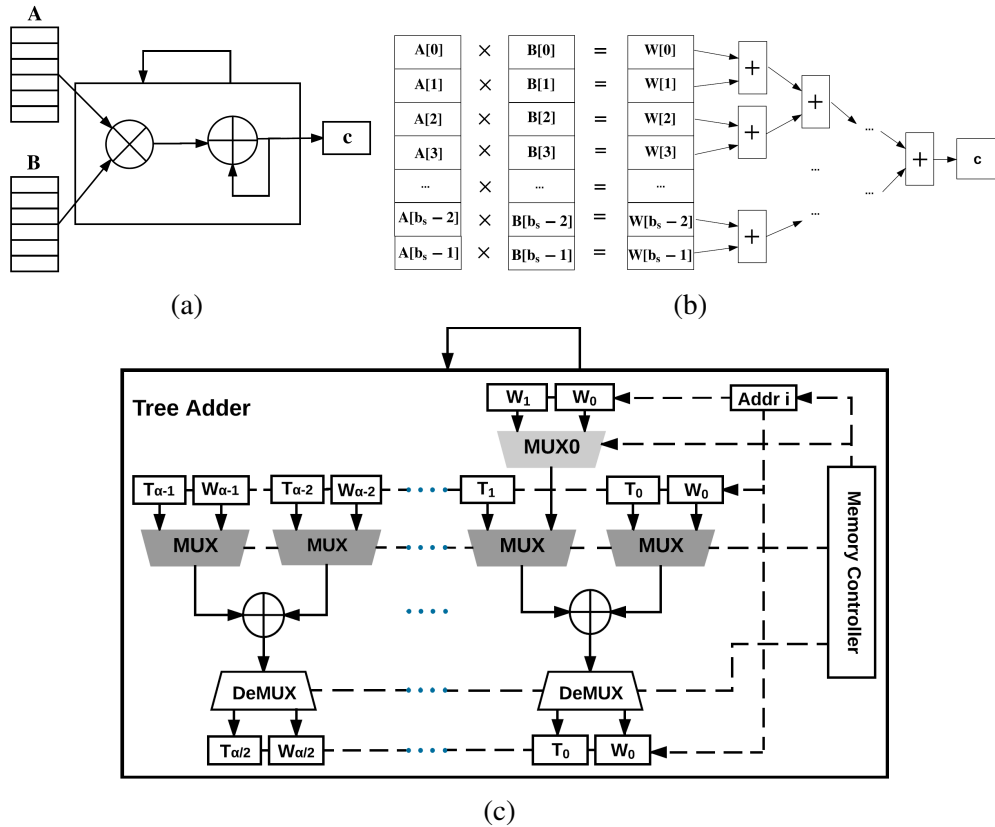 A
B
c
(a)
A[0] × B[0] = W[0]
A[1] × B[1] = W[1]
A[2] × B[2] = W[2]
A[3] × B[3] = W[3]
... × ... = ...
A[bₛ − 2] × B[bₛ − 2] = W[bₛ − 2]
A[bₛ − 1] × B[bₛ − 1] = W[bₛ − 1]
+
+
+
+
+
...
...
...
...
c
(b)
Tree Adder
W₁ W₀ Addr i
MUX0
Tα-1 Wα-1 Tα-2 Wα-2 T₁ T₀ W₀
MUX MUX MUX MUX
Memory Controller
DeMUX DeMUX
Tα/2 Wα/2 T₀ W₀
(c)